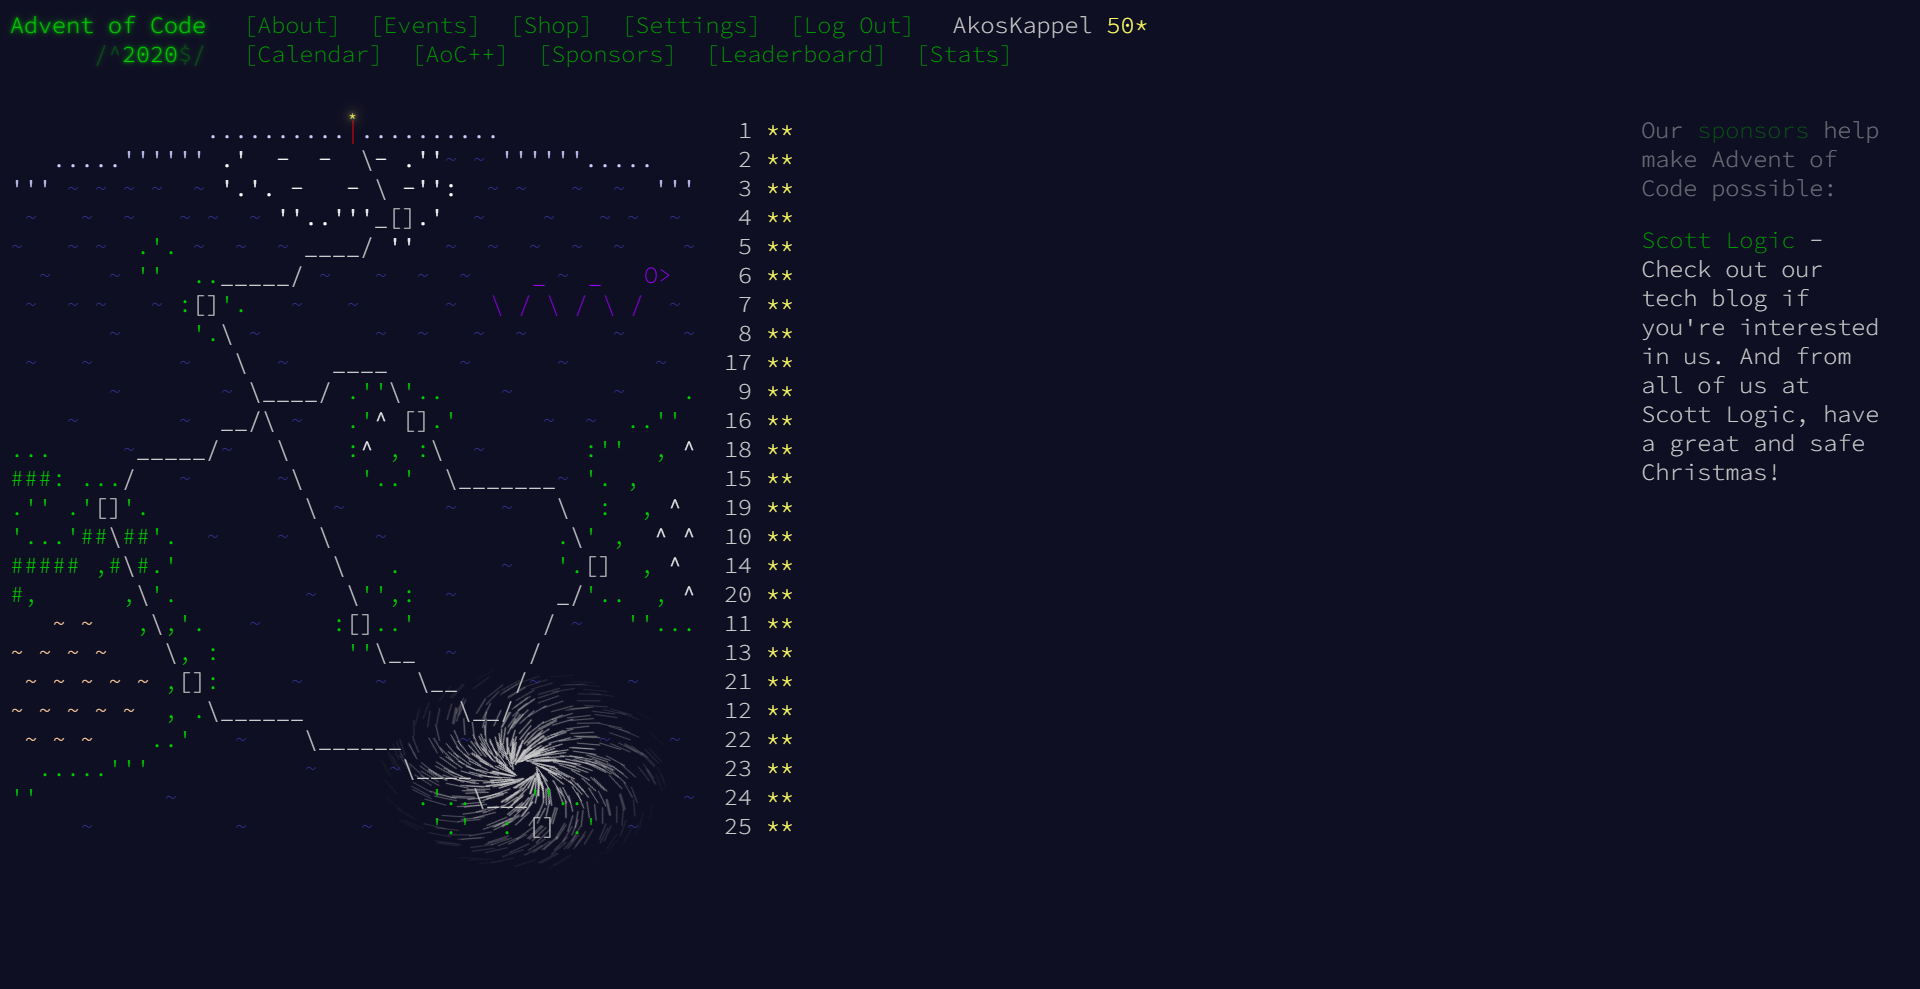 Advent of Code [About] [Events] [Shop] [Settings] [Log Out] AkosKappel 50*
/^2020$/ [Calendar] [AoC++] [Sponsors] [Leaderboard] [Stats]
1 **
2 **
3 **
4 **
5 **
6 **
7 **
8 **
17 **
9 **
16 **
18 **
15 **
19 **
10 **
14 **
20 **
11 **
13 **
21 **
12 **
22 **
23 **
24 **
25 **
Our sponsors help
make Advent of
Code possible:
Scott Logic -
Check out our
tech blog if
you're interested
in us. And from
all of us at
Scott Logic, have
a great and safe
Christmas!